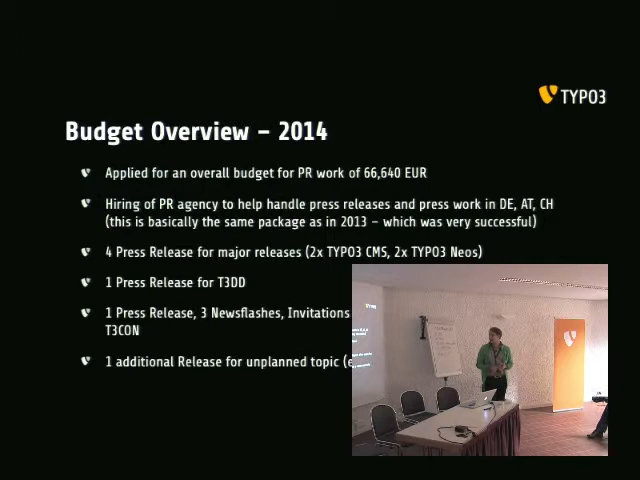 TYPO3
Budget Overview – 2014
Applied for an overall budget for PR work of 66,640 EUR
Hiring of PR agency to help handle press releases and press work in DE, AT, CH
(this is basically the same package as in 2013 – which was very successful)
4 Press Release for major releases (2x TYPO3 CMS, 2x TYPO3 Neos)
1 Press Release for T3DD
1 Press Release, 3 Newsflashes, Invitations
T3CON
1 additional Release for unplanned topic (e